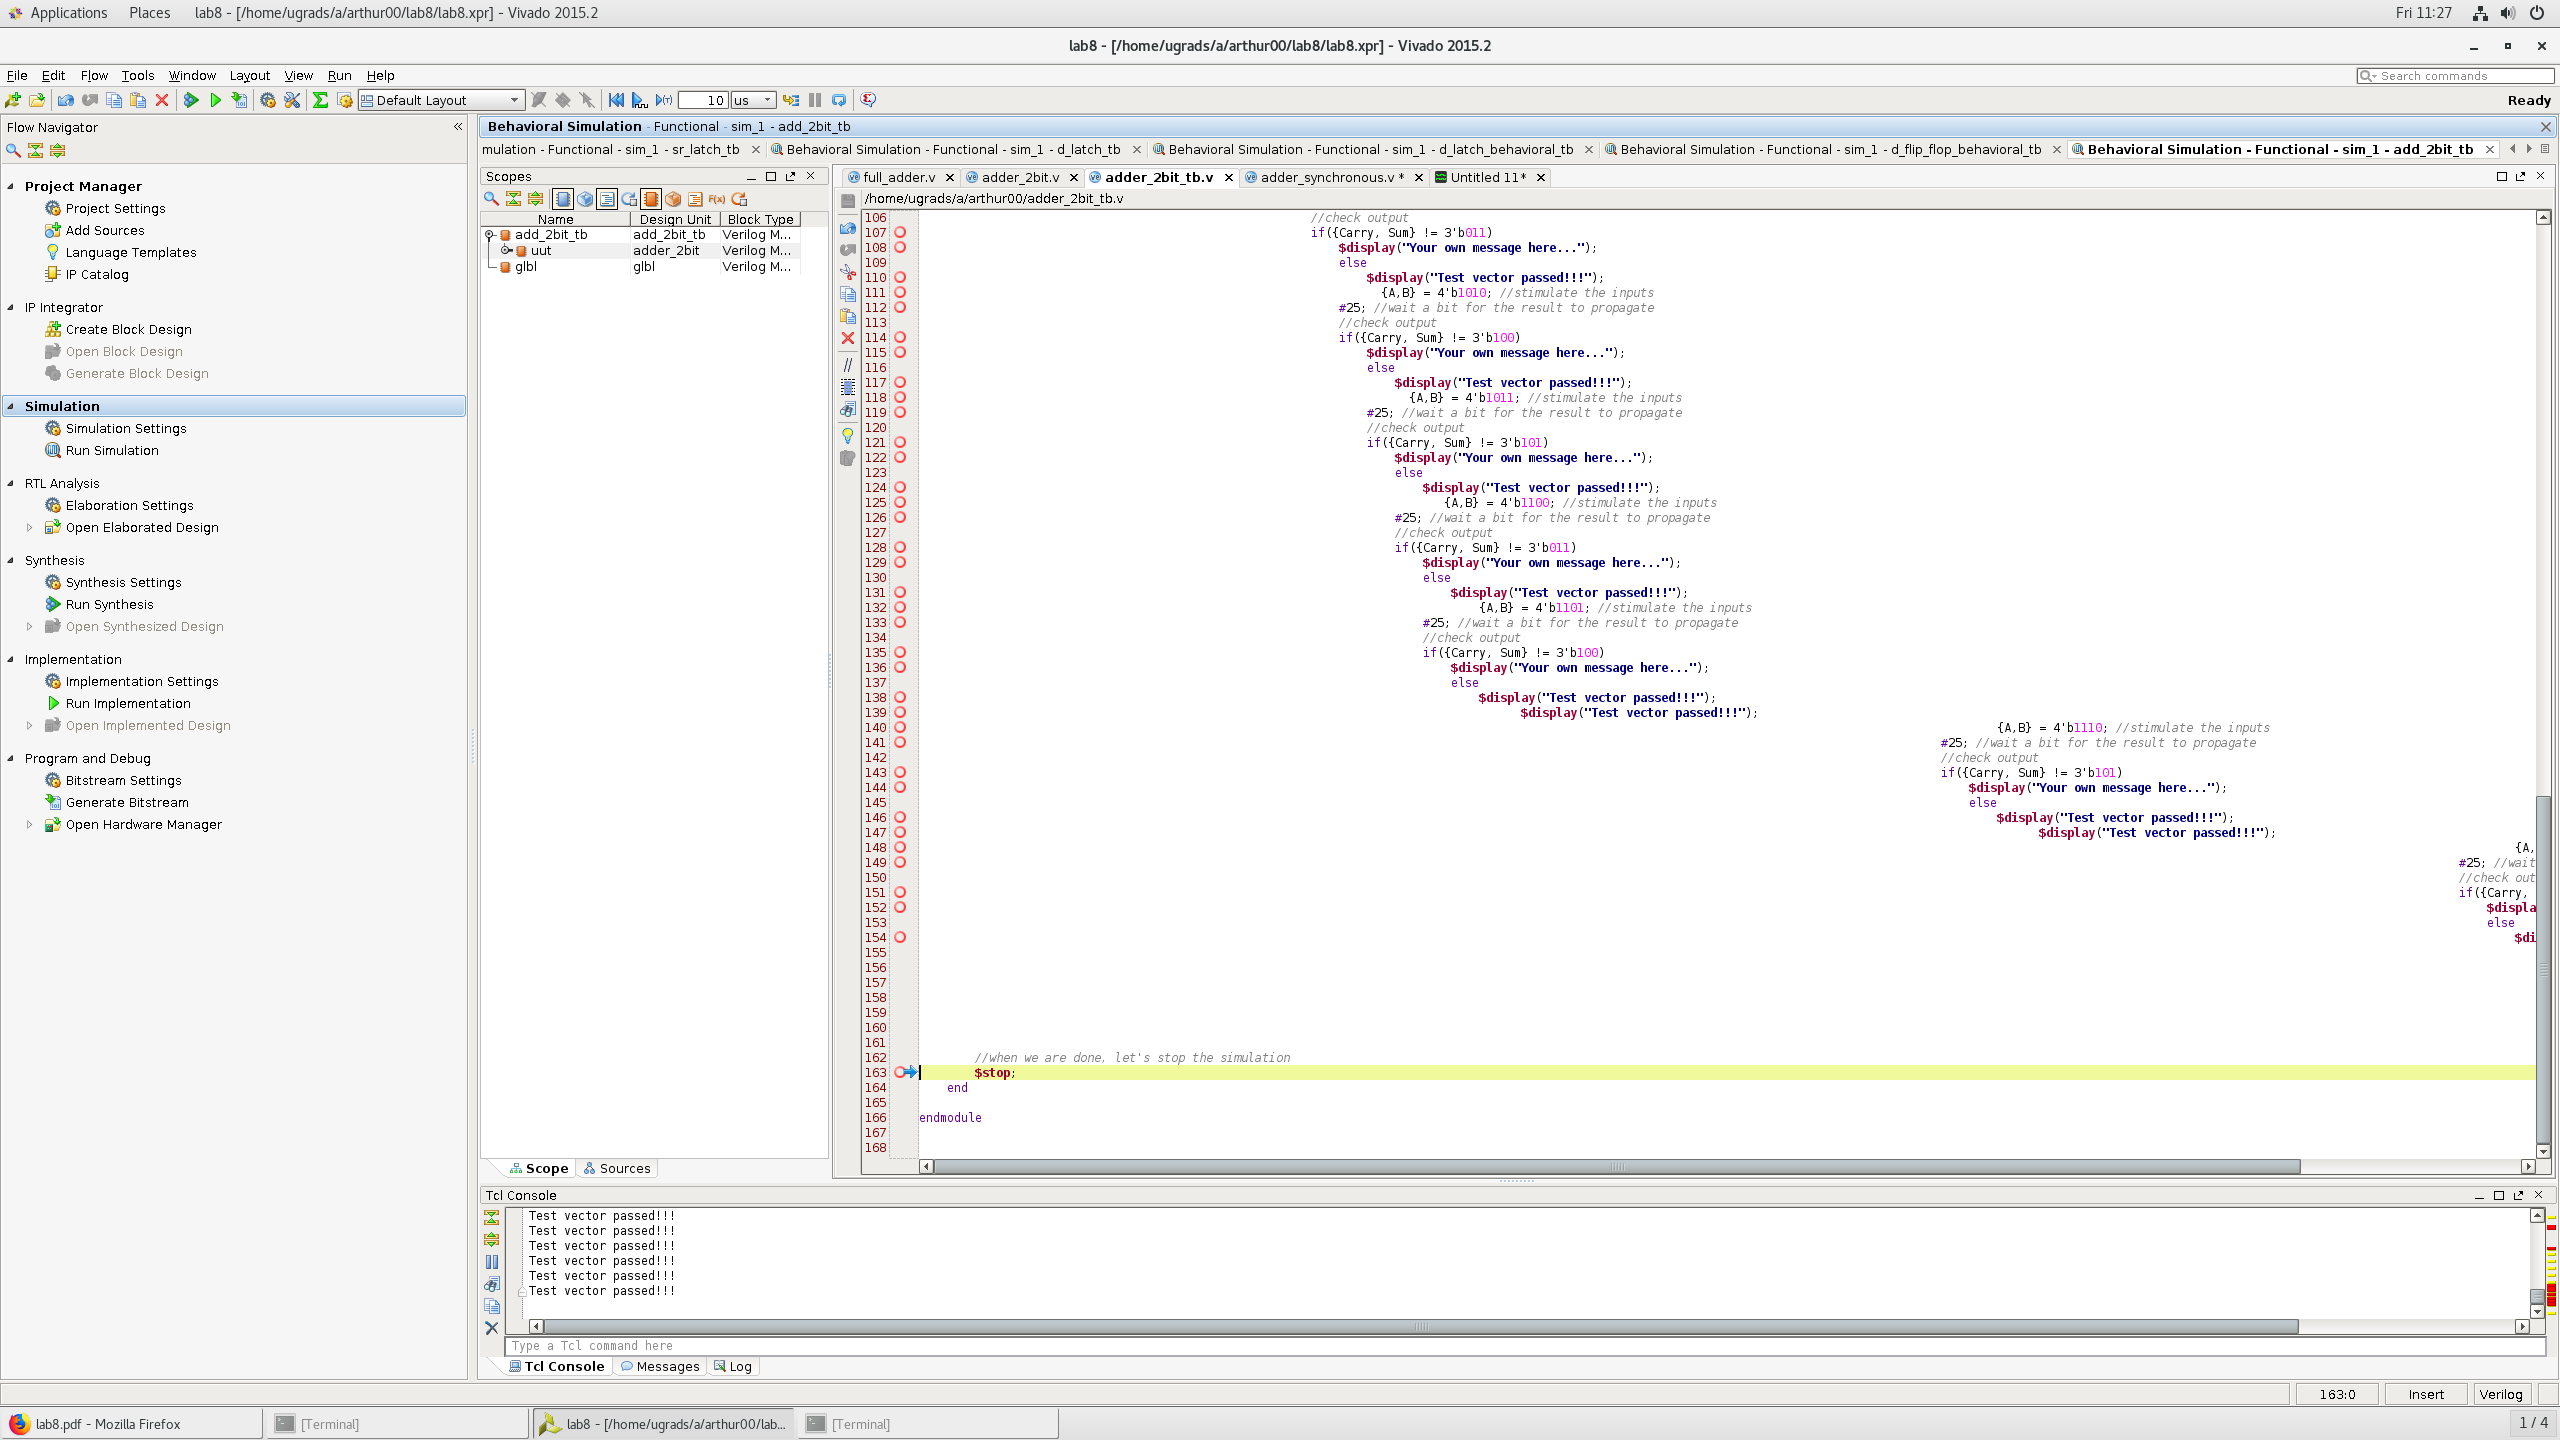 Applications Places lab8 - [/home/ugrads/a/arthur00/lab8/lab8.xpr] - Vivado 2015.2 Fri 11:27
lab8 - [/home/ugrads/a/arthur00/lab8/lab8.xpr] - Vivado 2015.2
File Edit Flow Tools Window Layout View Run Help Search commands
Default Layout 10 us Ready
Flow Navigator
Project Manager
Project Settings
Add Sources
Language Templates
IP Catalog
IP Integrator
Create Block Design
Open Block Design
Generate Block Design
Simulation
Simulation Settings
Run Simulation
RTL Analysis
Elaboration Settings
Open Elaborated Design
Synthesis
Synthesis Settings
Run Synthesis
Open Synthesized Design
Implementation
Implementation Settings
Run Implementation
Open Implemented Design
Program and Debug
Bitstream Settings
Generate Bitstream
Open Hardware Manager
Behavioral Simulation - Functional - sim_1 - add_2bit_tb
mulation - Functional - sim_1 - sr_latch_tb Behavioral Simulation - Functional - sim_1 - d_latch_tb Behavioral Simulation - Functional - sim_1 - d_latch_behavioral_tb Behavioral Simulation - Functional - sim_1 - d_flip_flop_behavioral_tb Behavioral Simulation - Functional - sim_1 - add_2bit_tb
Scopes
Name Design Unit Block Type
add_2bit_tb add_2bit_tb Verilog M...
uut adder_2bit Verilog M...
glbl glbl Verilog M...
Scope Sources
full_adder.v adder_2bit.v adder_2bit_tb.v adder_synchronous.v * Untitled 11*
/home/ugrads/a/arthur00/adder_2bit_tb.v
106 //check output
107 if({Carry, Sum} != 3'b011)
108 $display("Your own message here...");
109 else
110 $display("Test vector passed!!!");
111 {A,B} = 4'b1010; //stimulate the inputs
112 #25; //wait a bit for the result to propagate
113 //check output
114 if({Carry, Sum} != 3'b100)
115 $display("Your own message here...");
116 else
117 $display("Test vector passed!!!");
118 {A,B} = 4'b1011; //stimulate the inputs
119 #25; //wait a bit for the result to propagate
120 //check output
121 if({Carry, Sum} != 3'b101)
122 $display("Your own message here...");
123 else
124 $display("Test vector passed!!!");
125 {A,B} = 4'b1100; //stimulate the inputs
126 #25; //wait a bit for the result to propagate
127 //check output
128 if({Carry, Sum} != 3'b011)
129 $display("Your own message here...");
130 else
131 $display("Test vector passed!!!");
132 {A,B} = 4'b1101; //stimulate the inputs
133 #25; //wait a bit for the result to propagate
134 //check output
135 if({Carry, Sum} != 3'b100)
136 $display("Your own message here...");
137 else
138 $display("Test vector passed!!!");
139 $display("Test vector passed!!!");
140 {A,B} = 4'b1110; //stimulate the inputs
141 #25; //wait a bit for the result to propagate
142 //check output
143 if({Carry, Sum} != 3'b101)
144 $display("Your own message here...");
145 else
146 $display("Test vector passed!!!");
147 $display("Test vector passed!!!");
148 {A,
149 #25; //wait
150 //check out
151 if({Carry,
152 $displa
153 else
154 $di
155
156
157
158
159
160
161
162 //when we are done, let's stop the simulation
163 $stop;
164 end
165
166 endmodule
167
168
Tcl Console
Test vector passed!!!
Test vector passed!!!
Test vector passed!!!
Test vector passed!!!
Test vector passed!!!
Test vector passed!!!
Type a Tcl command here
Tcl Console Messages Log
163:0 Insert Verilog
lab8.pdf - Mozilla Firefox [Terminal] lab8 - [/home/ugrads/a/arthur00/lab... [Terminal] 1 / 4